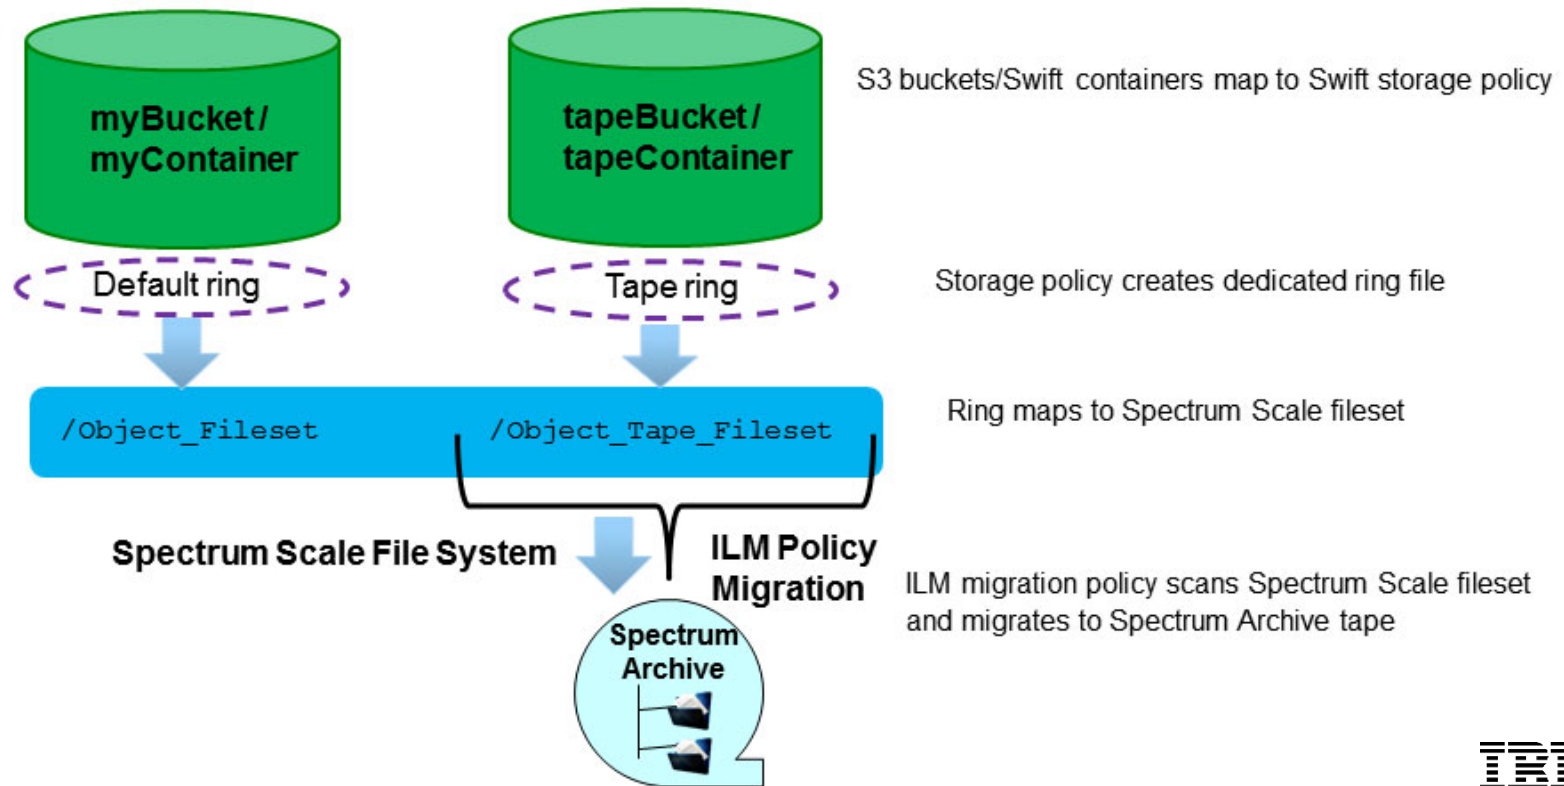 myBucket/
myContainer
tapeBucket/
tapeContainer
S3 buckets/Swift containers map to Swift storage policy
Default ring
Tape ring
Storage policy creates dedicated ring file
/Object_Fileset
/Object_Tape_Fileset
Ring maps to Spectrum Scale fileset
Spectrum Scale File System
ILM Policy
Migration
ILM migration policy scans Spectrum Scale fileset
and migrates to Spectrum Archive tape
Spectrum
Archive